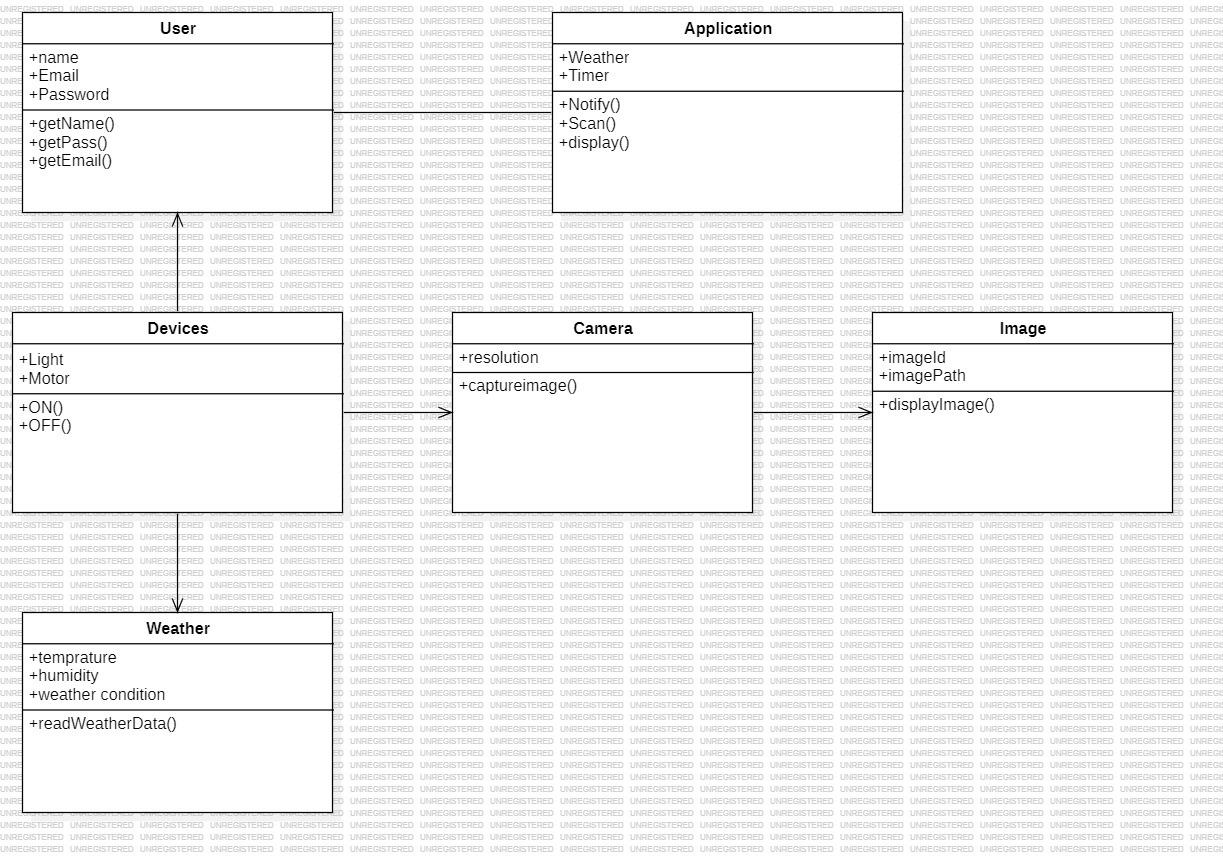 User
+name
+Email
+Password
+getName()
+getPass()
+getEmail()
Application
+Weather
+Timer
+Notify()
+Scan()
+display()
Devices
+Light
+Motor
+ON()
+OFF()
Camera
+resolution
+captureimage()
Image
+imageId
+imagePath
+displayImage()
Weather
+temprature
+humidity
+weather condition
+readWeatherData()
UNREGISTERED